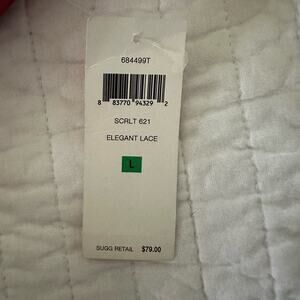 684499T
8 83770 94329 2
SCRLT 621
ELEGANT LACE
L
SUGG RETAIL $79.00